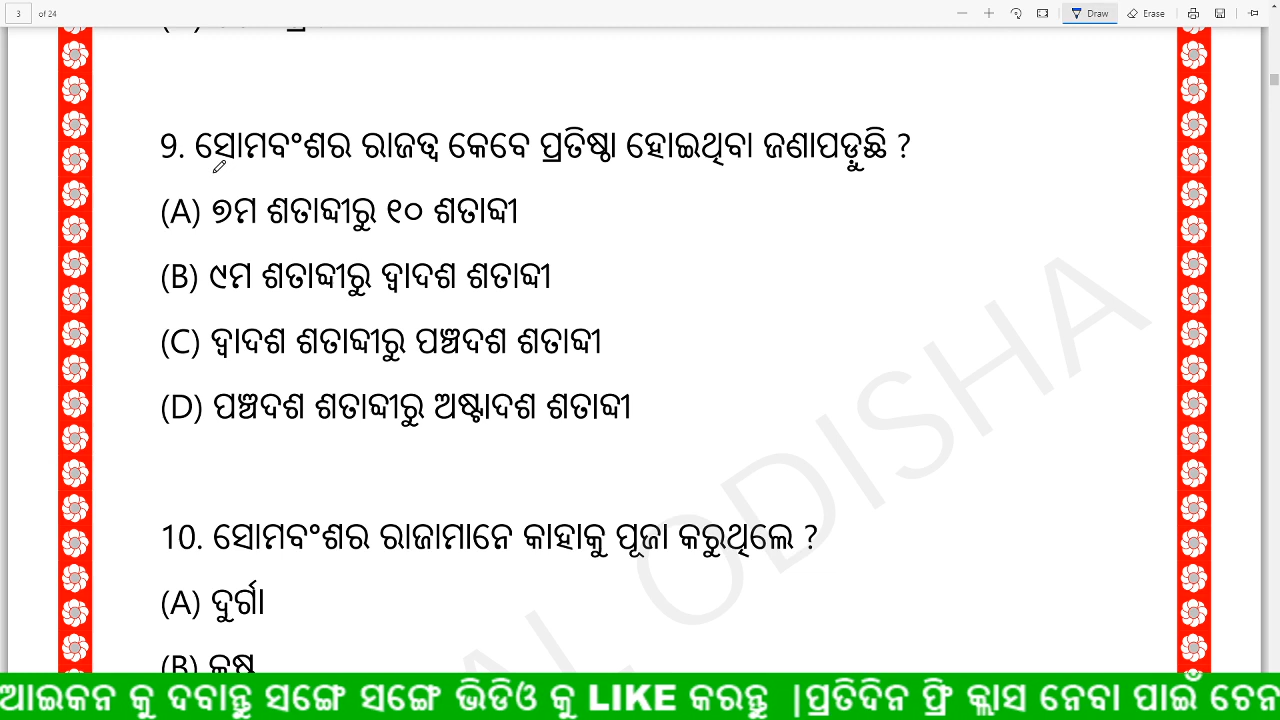 3 of 24 Draw Erase
9. ସୋମବଂଶର ରାଜତ୍ଵ କେବେ ପ୍ରତିଷ୍ଠା ହୋଇଥିବା ଜଣାପଡୁଛି ?
(A) ୭ମ ଶତାବ୍ଦୀରୁ ୧୦ ଶତାବ୍ଦୀ
(B) ୯ମ ଶତାବ୍ଦୀରୁ ଦ୍ଵାଦଶ ଶତାବ୍ଦୀ
(C) ଦ୍ଵାଦଶ ଶତାବ୍ଦୀରୁ ପଞ୍ଚଦଶ ଶତାବ୍ଦୀ
(D) ପଞ୍ଚଦଶ ଶତାବ୍ଦୀରୁ ଅଷ୍ଟାଦଶ ଶତାବ୍ଦୀ
ODISHA
10. ସୋମବଂଶର ରାଜାମାନେ କାହାକୁ ପୂଜା କରୁଥିଲେ ?
(A) ଦୁର୍ଗା
(B)
ଆଇକନ କୁ ଦବାନ୍ତୁ ସଙ୍ଗେ ସଙ୍ଗେ ଭିଡିଓ କୁ LIKE କରନ୍ତୁ |ପ୍ରତିଦିନ ଫ୍ରି କ୍ଲାସ ନେବା ପାଇଁ ଚେନ